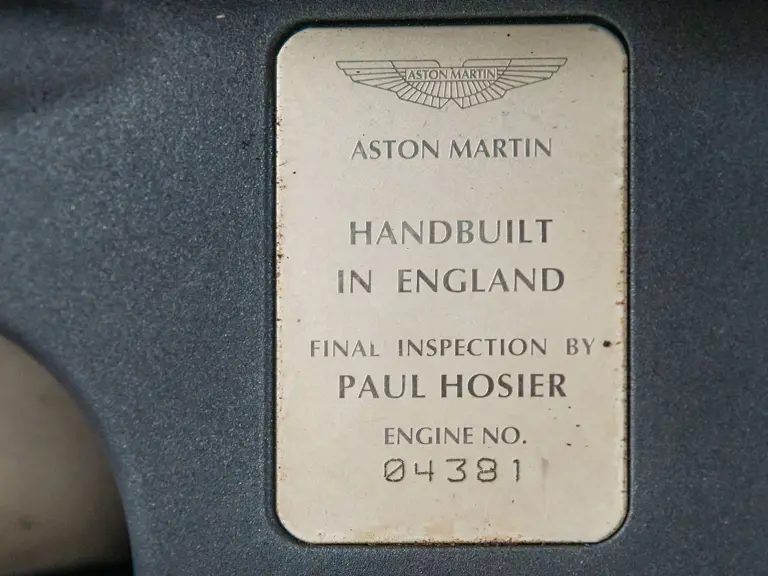 ASTON MARTIN
ASTON MARTIN
HANDBUILT
IN ENGLAND
FINAL INSPECTION BY
PAUL HOSIER
ENGINE NO.
04381